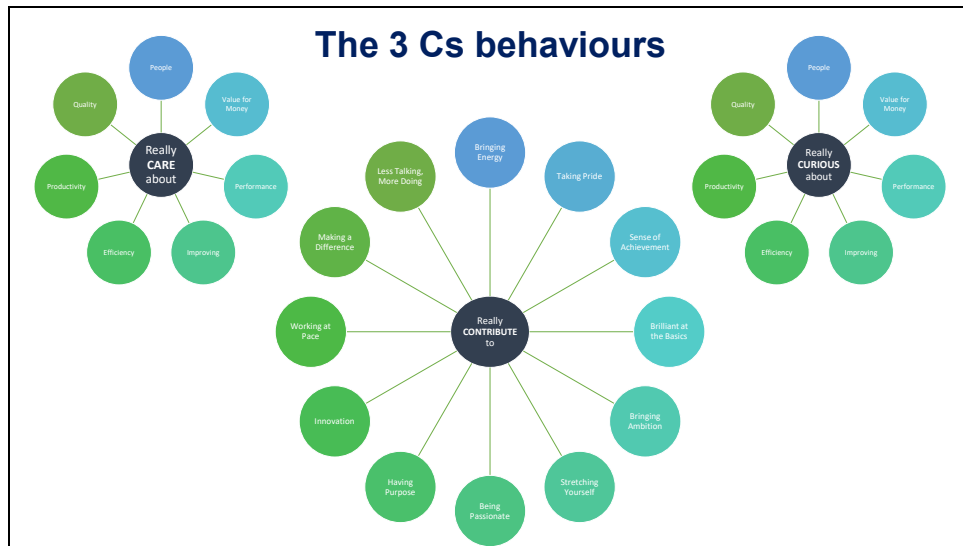 The 3 Cs behaviours
Really
CARE
about
People
Value for
Money
Performance
Improving
Efficiency
Productivity
Quality
Really
CONTRIBUTE
to
Bringing
Energy
Taking Pride
Sense of
Achievement
Brilliant at
the Basics
Bringing
Ambition
Stretching
Yourself
Being
Passionate
Having
Purpose
Innovation
Working at
Pace
Making a
Difference
Less Talking,
More Doing
Really
CURIOUS
about
People
Value for
Money
Performance
Improving
Efficiency
Productivity
Quality